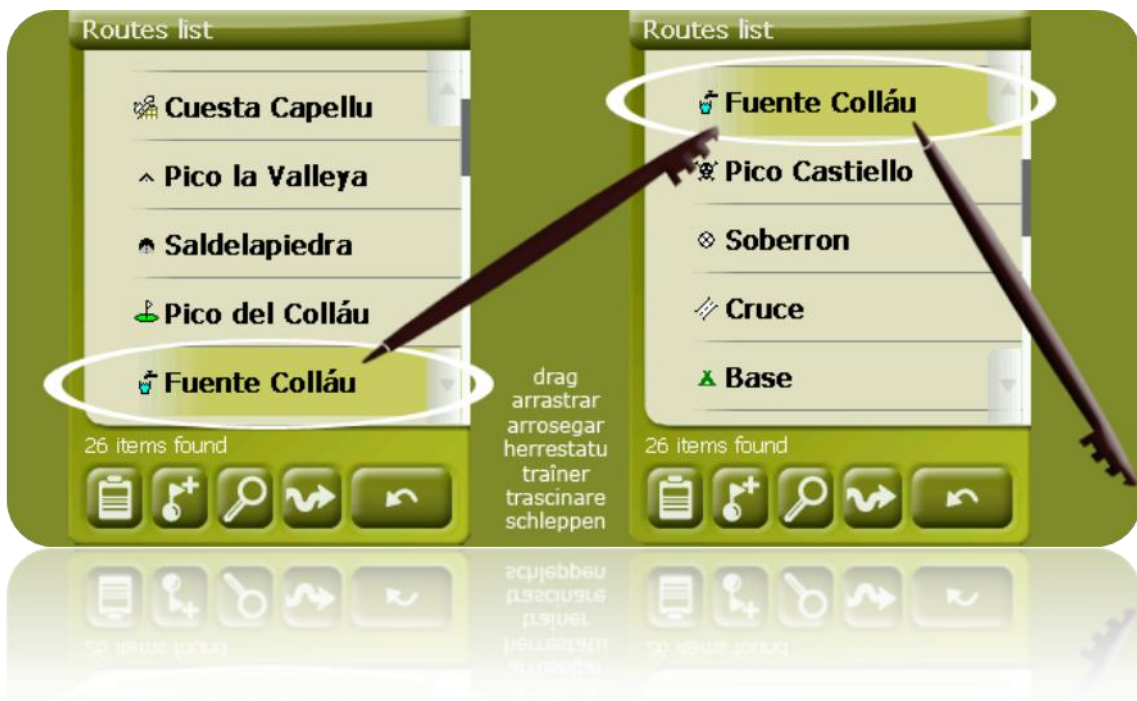 Routes list
Cuesta Capellu
Pico la Valleya
Saldelapiedra
Pico del Colláu
Fuente Colláu
26 items found
drag
arrastrar
arrosegar
herrestatu
traîner
trascinare
schleppen
Routes list
Fuente Colláu
Pico Castiello
Soberron
Cruce
Base
26 items found